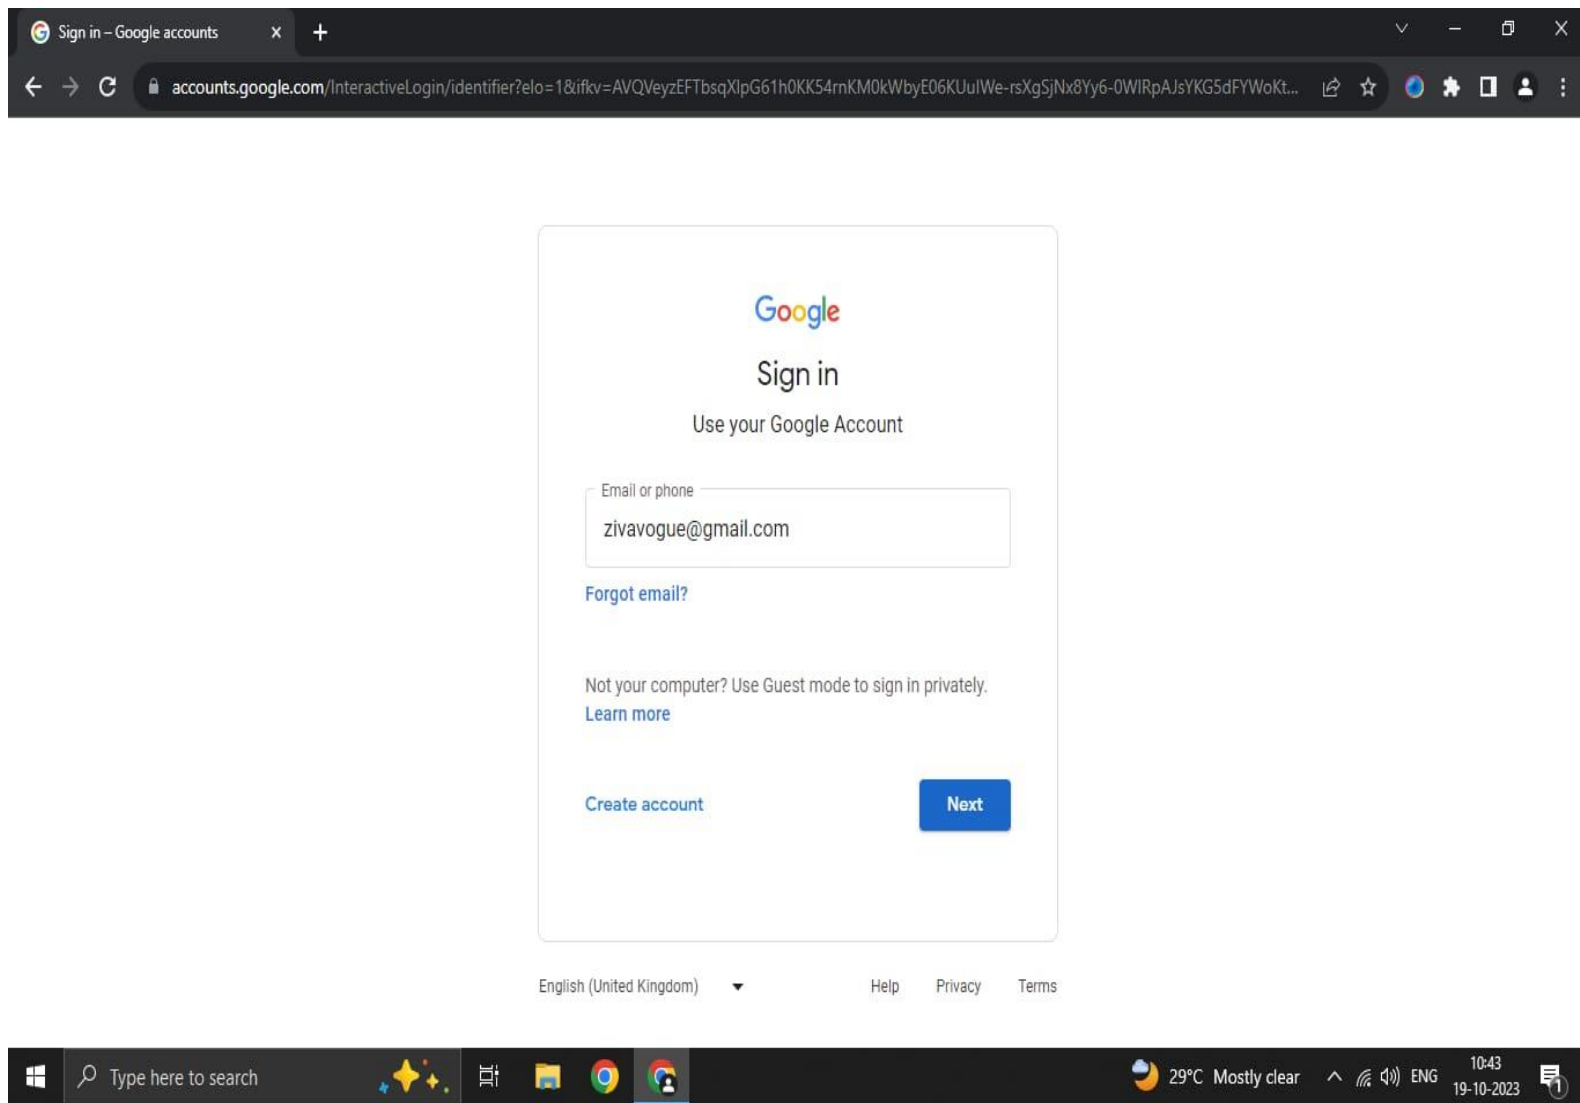 Sign in – Google accounts
accounts.google.com/InteractiveLogin/identifier?elo=1&ifkv=AVQVeyzEFTbsqXlpG61h0KK54rnKM0kWbyE06KUuIWe-rsXgSjNx8Yy6-0WlRpAJsYKG5dFYWoKt...
Google
Sign in
Use your Google Account
Email or phone
zivavogue@gmail.com
Forgot email?
Not your computer? Use Guest mode to sign in privately.
Learn more
Create account Next
English (United Kingdom) Help Privacy Terms
Type here to search 29°C Mostly clear ENG 10:43
19-10-2023
1